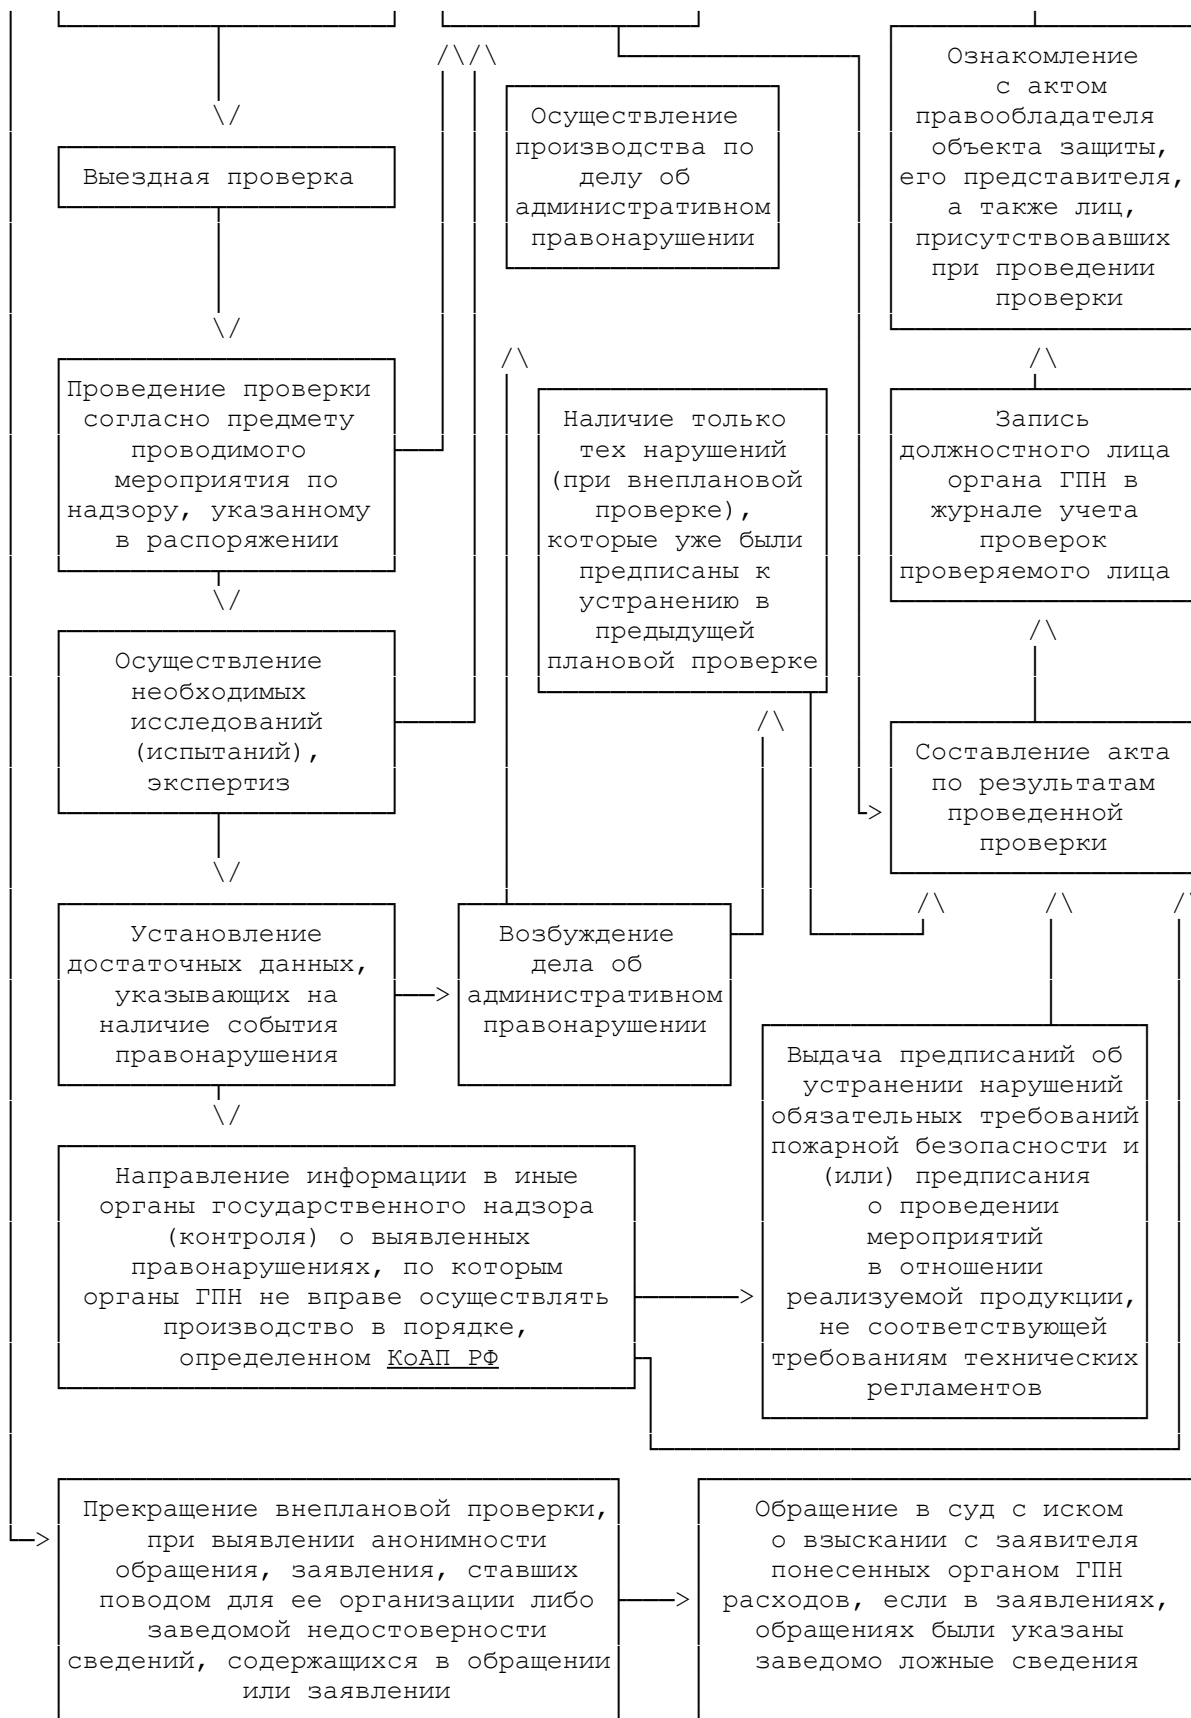 Ознакомление
с актом
правообладателя
объекта защиты,
его представителя,
а также лиц,
присутствовавших
при проведении
проверки
Осуществление
производства по
делу об
административном
правонарушении
Выездная проверка
Проведение проверки
согласно предмету
проводимого
мероприятия по
надзору, указанному
в распоряжении
Наличие только
тех нарушений
(при внеплановой
проверке),
которые уже были
предписаны к
устранению в
предыдущей
плановой проверке
Запись
должностного лица
органа ГПН в
журнале учета
проверок
проверяемого лица
Осуществление
необходимых
исследований
(испытаний),
экспертиз
Составление акта
по результатам
проведенной
проверки
Установление
достаточных данных,
указывающих на
наличие события
правонарушения
Возбуждение
дела об
административном
правонарушении
Выдача предписаний об
устранении нарушений
обязательных требований
пожарной безопасности и
(или) предписания
о проведении
мероприятий
в отношении
реализуемой продукции,
не соответствующей
требованиям технических
регламентов
Направление информации в иные
органы государственного надзора
(контроля) о выявленных
правонарушениях, по которым
органы ГПН не вправе осуществлять
производство в порядке,
определенном КоАП РФ
Прекращение внеплановой проверки,
при выявлении анонимности
обращения, заявления, ставших
поводом для ее организации либо
заведомой недостоверности
сведений, содержащихся в обращении
или заявлении
Обращение в суд с иском
о взыскании с заявителя
понесенных органом ГПН
расходов, если в заявлениях,
обращениях были указаны
заведомо ложные сведения